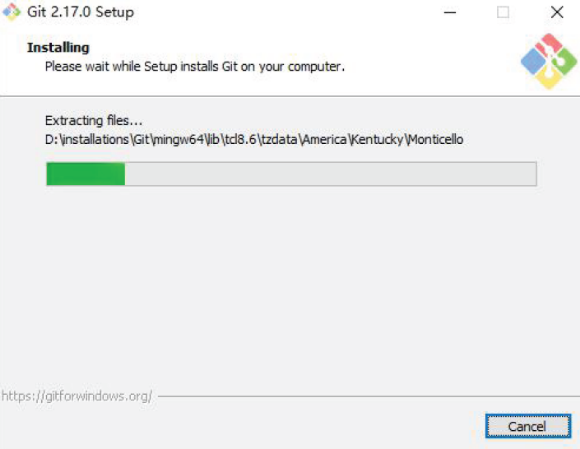 Git 2.17.0 Setup
Installing
Please wait while Setup installs Git on your computer.
Extracting files...
D:\installations\Git\mingw64\lib\tcl8.6\tzdata\America\Kentucky\Monticello
https://gitforwindows.org/
Cancel